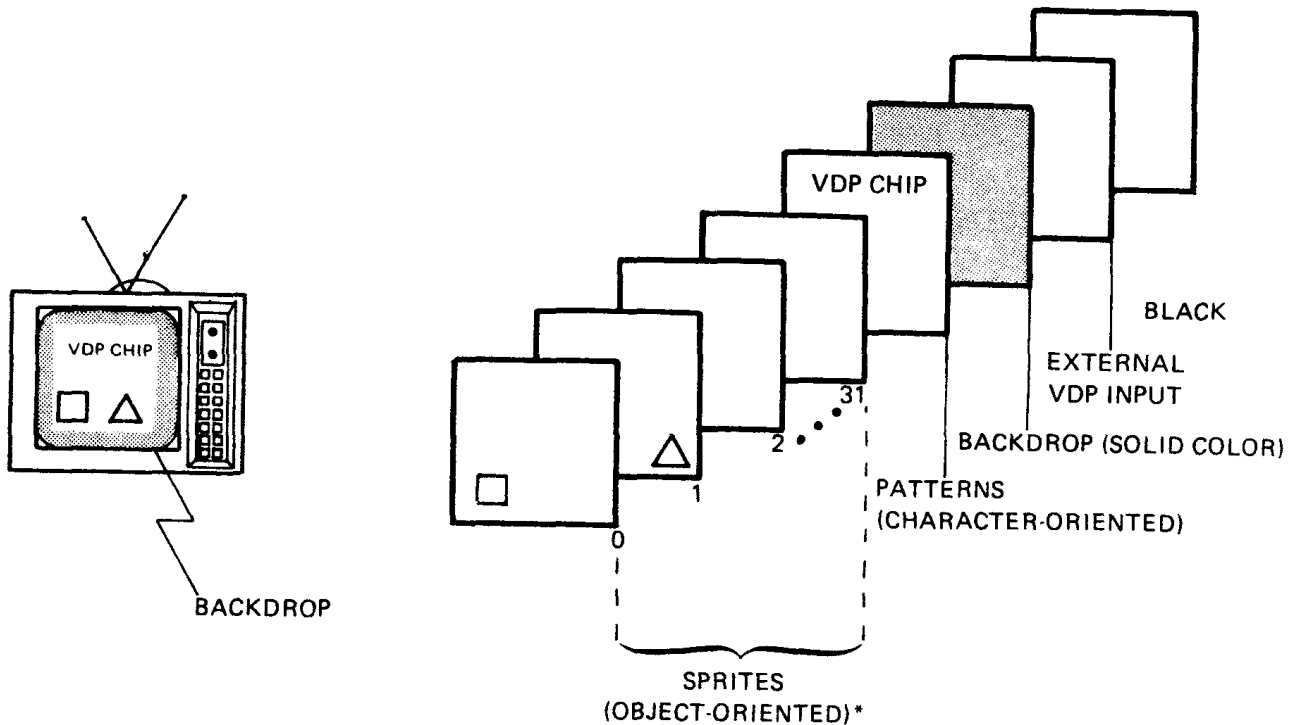 VDP CHIP
BACKDROP
VDP CHIP
0
1
2
31
BLACK
EXTERNAL
VDP INPUT
BACKDROP (SOLID COLOR)
PATTERNS
(CHARACTER-ORIENTED)
SPRITES
(OBJECT-ORIENTED)*